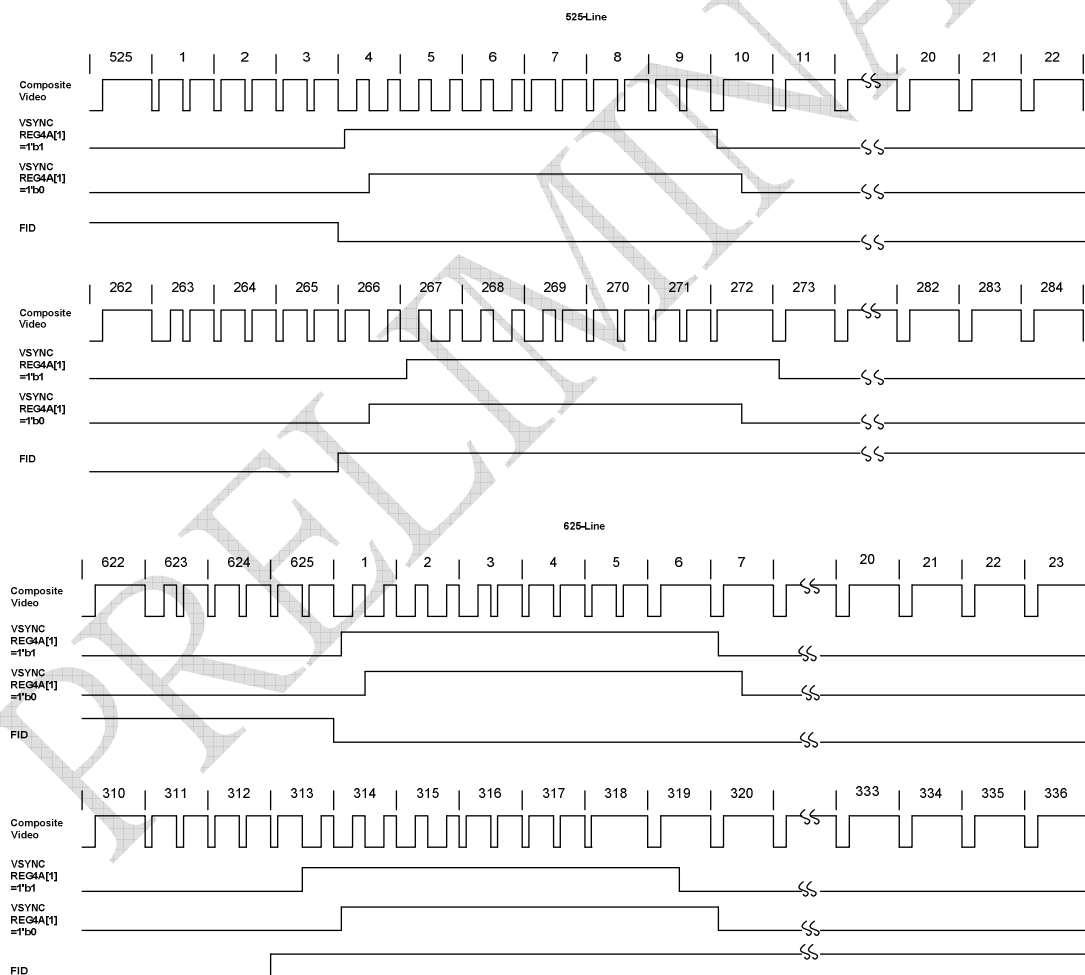 525-Line
525 1 2 3 4 5 6 7 8 9 10 11 20 21 22
Composite
Video
VSYNC
REG4A[1]
=1'b1
VSYNC
REG4A[1]
=1'b0
FID
262 263 264 265 266 267 268 269 270 271 272 273 282 283 284
Composite
Video
VSYNC
REG4A[1]
=1'b1
VSYNC
REG4A[1]
=1'b0
FID
625-Line
622 623 624 625 1 2 3 4 5 6 7 20 21 22 23
Composite
Video
VSYNC
REG4A[1]
=1'b1
VSYNC
REG4A[1]
=1'b0
FID
310 311 312 313 314 315 316 317 318 319 320 333 334 335 336
Composite
Video
VSYNC
REG4A[1]
=1'b1
VSYNC
REG4A[1]
=1'b0
FID
PRELIMINA